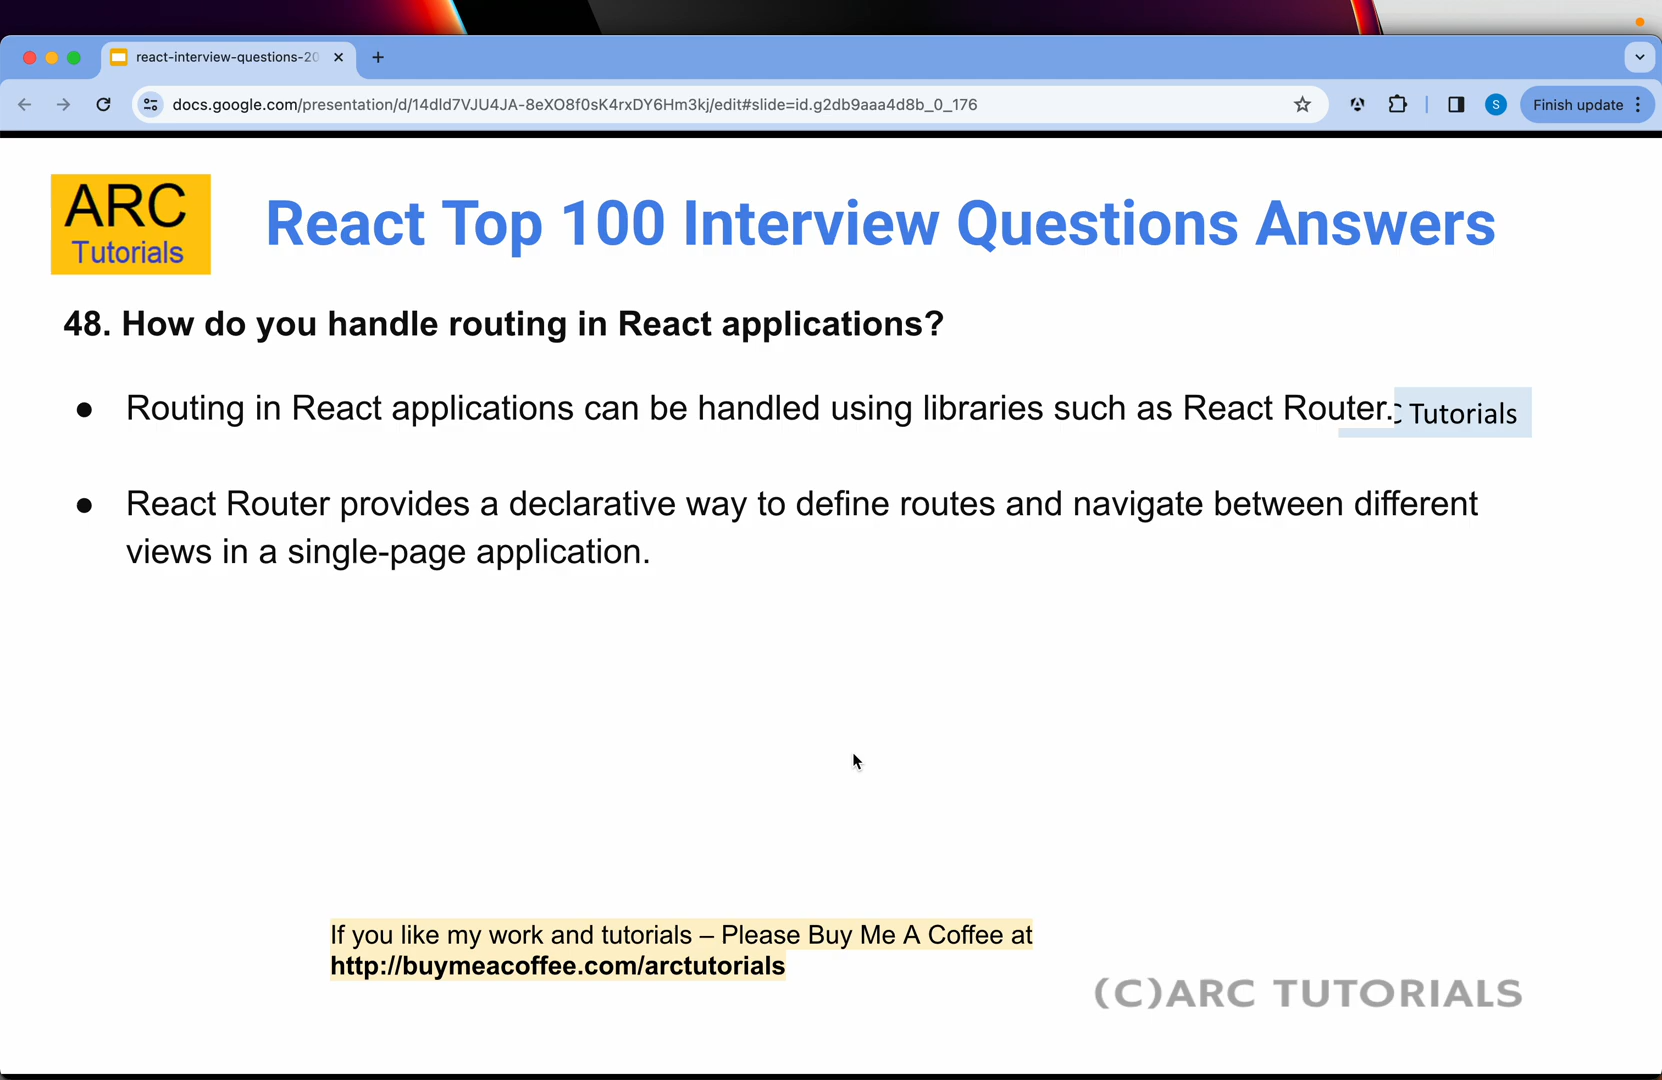 react-interview-questions-20
docs.google.com/presentation/d/14dld7VJU4JA-8eXO8f0sK4rxDY6Hm3kj/edit#slide=id.g2db9aaa4d8b_0_176
S
Finish update
ARC
Tutorials
React Top 100 Interview Questions Answers
48. How do you handle routing in React applications?
● Routing in React applications can be handled using libraries such as React Router.
Tutorials
● React Router provides a declarative way to define routes and navigate between different
views in a single-page application.
If you like my work and tutorials – Please Buy Me A Coffee at
http://buymeacoffee.com/arctutorials
(C)ARC TUTORIALS